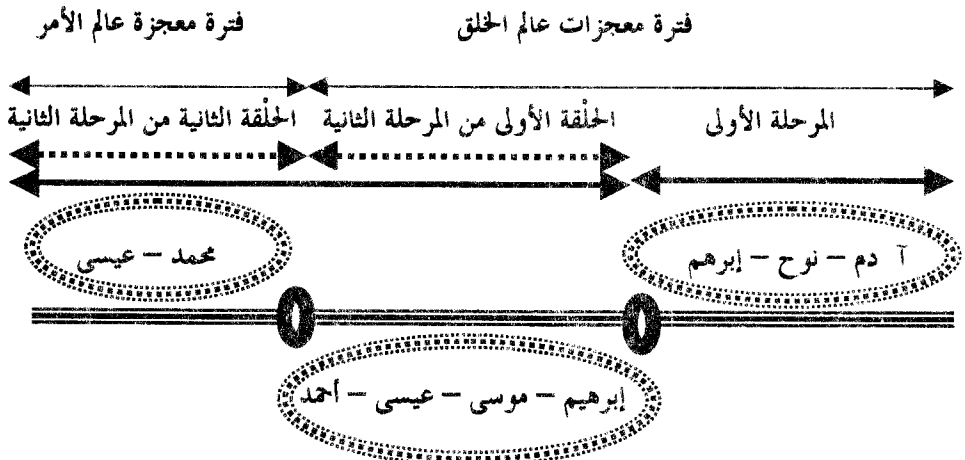 فترة معجزات عالم الخلق فترة معجزة عالم الأمر
المرحلة الأولى الحلْقة الأولى من المرحلة الثانية الحلْقة الثانية من المرحلة الثانية
آ دم – نوح – إبرهم محمد – عيسى
إبرهيم – موسى – عيسى – أحمد